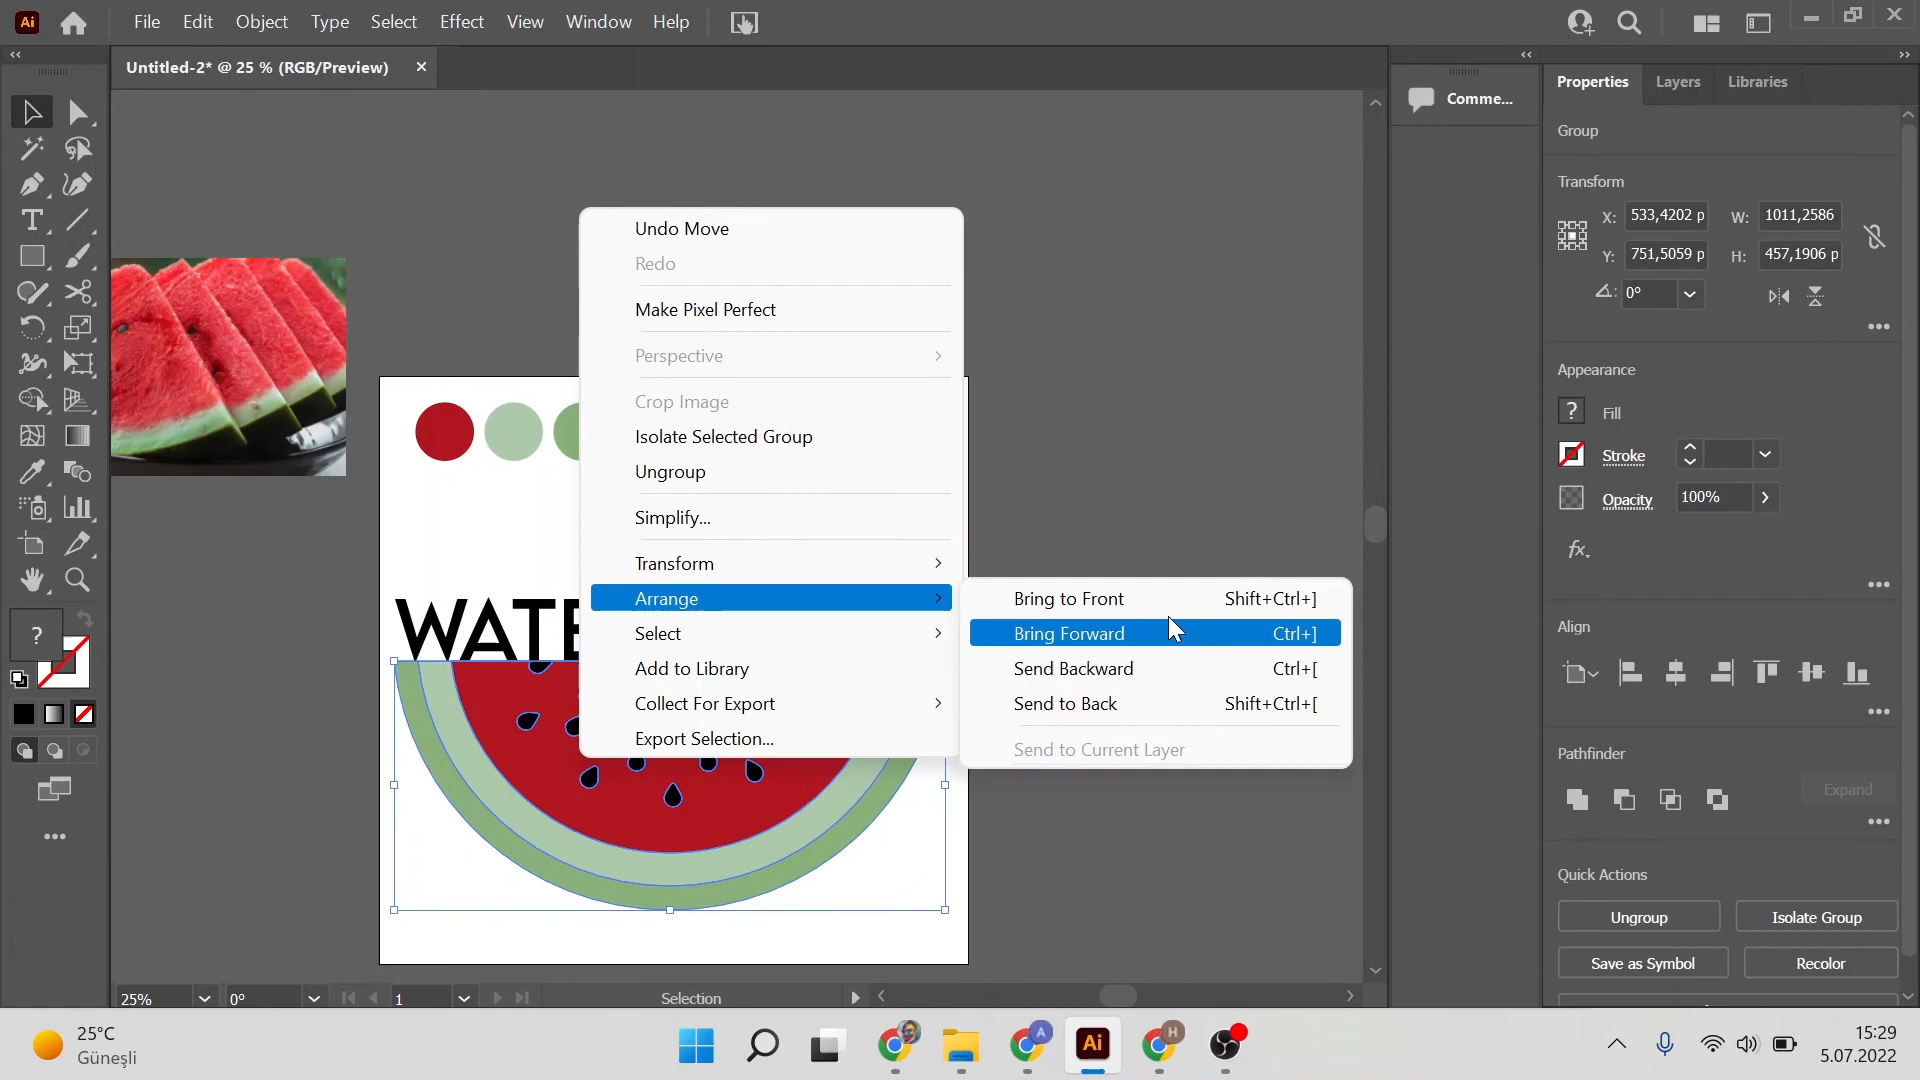 Ai File Edit Object Type Select Effect View Window Help
Untitled-2* @ 25 % (RGB/Preview) ×
Comme...
Properties Layers Libraries
Group
Transform
X: 533,4202 p W: 1011,2586
Y: 751,5059 p H: 457,1906 p
0°
Appearance
? Fill
Stroke
Opacity 100%
fx.
Align
Pathfinder
Expand
Quick Actions
Ungroup Isolate Group
Save as Symbol Recolor
Undo Move
Redo
Make Pixel Perfect
Perspective
Crop Image
Isolate Selected Group
Ungroup
Simplify...
Transform
Arrange
Select
Add to Library
Collect For Export
Export Selection...
Bring to Front Shift+Ctrl+]
Bring Forward Ctrl+]
Send Backward Ctrl+[
Send to Back Shift+Ctrl+[
Send to Current Layer
WATE
?
25% 0° 1 Selection
25°C
Güneşli
A Ai H
15:29
5.07.2022